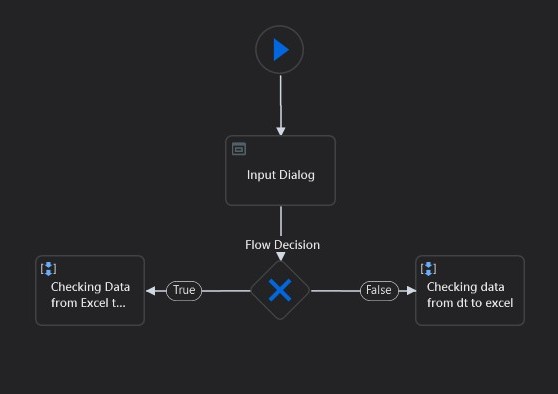 Input Dialog
Flow Decision
True
False
Checking Data
from Excel t...
Checking data
from dt to excel